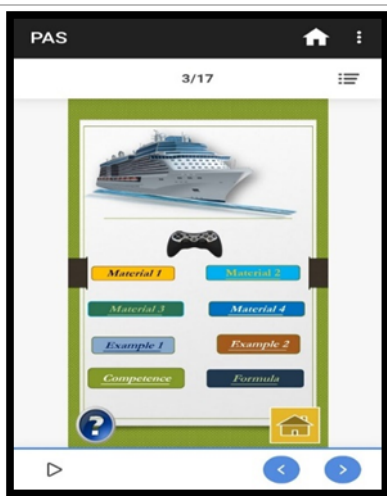 PAS
3/17
Material 1
Material 2
Material 3
Material 4
Example 1
Example 2
Competence
Formula
?